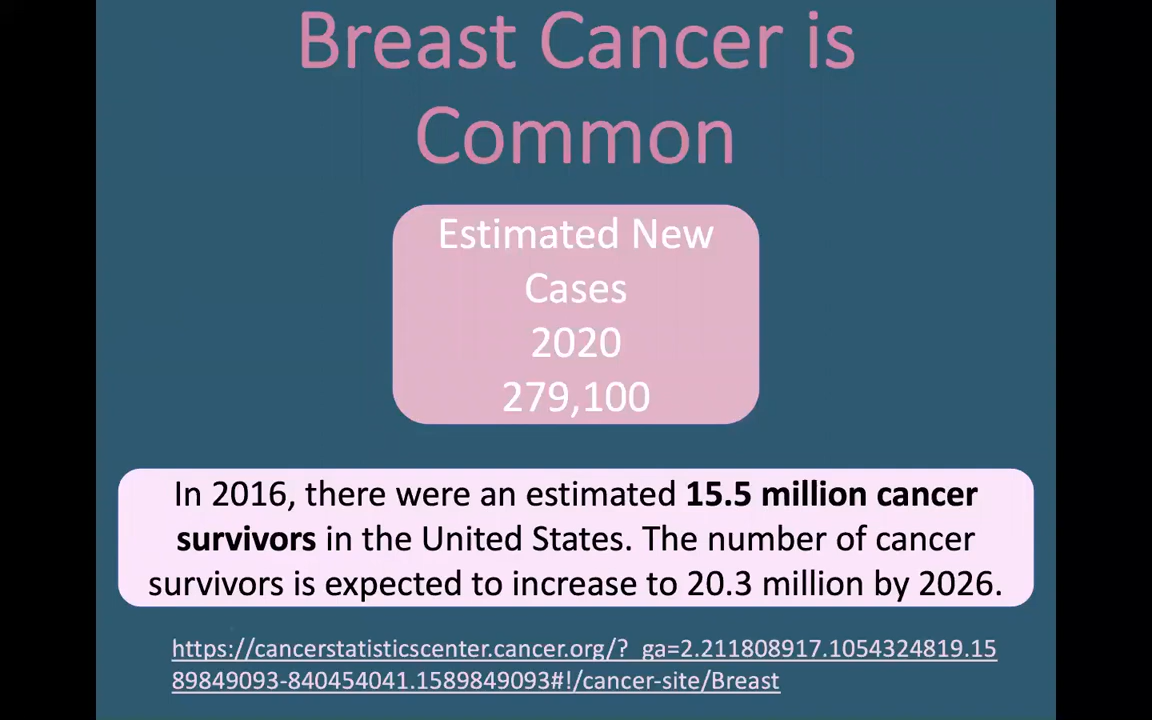 Breast Cancer is
Common
Estimated New
Cases
2020
279,100
In 2016, there were an estimated 15.5 million cancer
survivors in the United States. The number of cancer
survivors is expected to increase to 20.3 million by 2026.
https://cancerstatisticscenter.cancer.org/?_ga=2.211808917.1054324819.15
89849093-840454041.1589849093#!/cancer-site/Breast